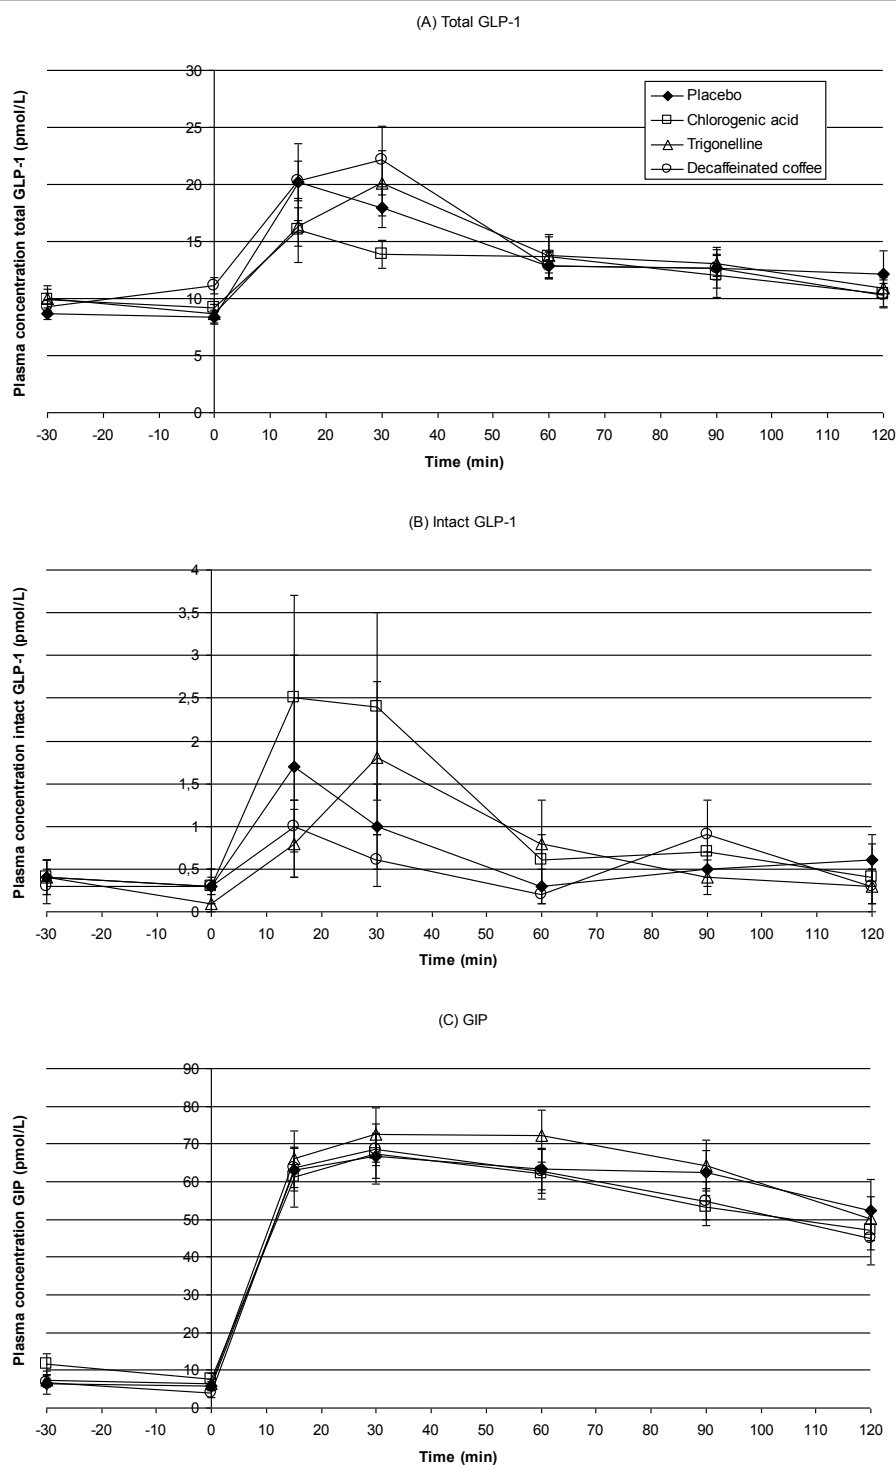 (A) Total GLP-1
Plasma concentration total GLP-1 (pmol/L)
30
25
20
15
10
5
0
Placebo
Chlorogenic acid
Trigonelline
Decaffeinated coffee
-30 -20 -10 0 10 20 30 40 50 60 70 80 90 100 110 120
Time (min)
(B) Intact GLP-1
Plasma concentration intact GLP-1 (pmol/L)
4
3,5
3
2,5
2
1,5
1
0,5
0
-30 -20 -10 0 10 20 30 40 50 60 70 80 90 100 110 120
Time (min)
(C) GIP
Plasma concentration GIP (pmol/L)
90
80
70
60
50
40
30
20
10
0
-30 -20 -10 0 10 20 30 40 50 60 70 80 90 100 110 120
Time (min)